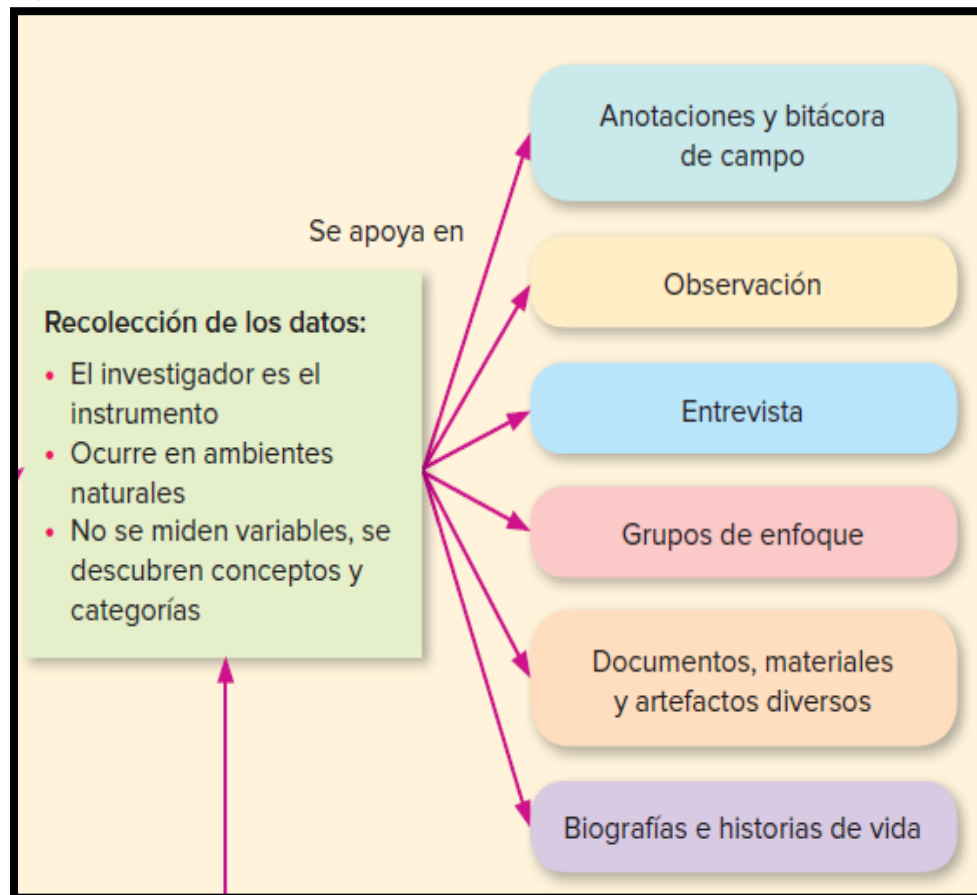 Se apoya en
Recolección de los datos:
• El investigador es el
instrumento
• Ocurre en ambientes
naturales
• No se miden variables, se
descubren conceptos y
categorías
Anotaciones y bitácora
de campo
Observación
Entrevista
Grupos de enfoque
Documentos, materiales
y artefactos diversos
Biografías e historias de vida